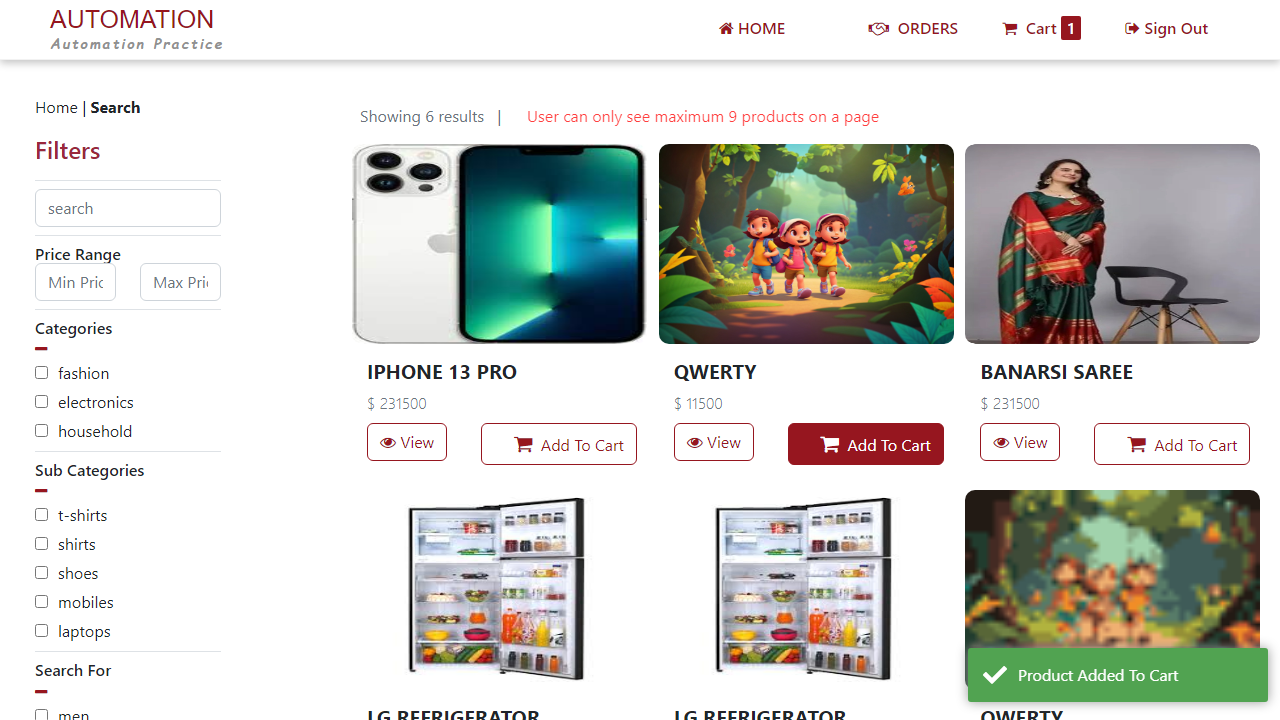 AUTOMATION
Automation Practice
HOME
ORDERS
Cart 1
Sign Out
Home | Search
Filters
search
Price Range
Min Pric
Max Pric
Categories
fashion
electronics
household
Sub Categories
t-shirts
shirts
shoes
mobiles
laptops
Search For
men
Showing 6 results |
User can only see maximum 9 products on a page
IPHONE 13 PRO
$ 231500
View
Add To Cart
QWERTY
$ 11500
View
Add To Cart
BANARSI SAREE
$ 231500
View
Add To Cart
LG REFRIGERATOR
LG REFRIGERATOR
QWERTY
Product Added To Cart